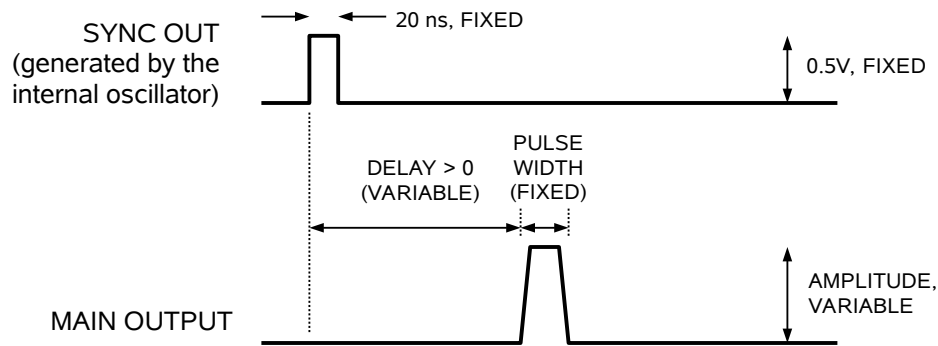 20 ns, FIXED
SYNC OUT
(generated by the
internal oscillator)
0.5V, FIXED
PULSE
WIDTH
(FIXED)
DELAY > 0
(VARIABLE)
AMPLITUDE,
VARIABLE
MAIN OUTPUT